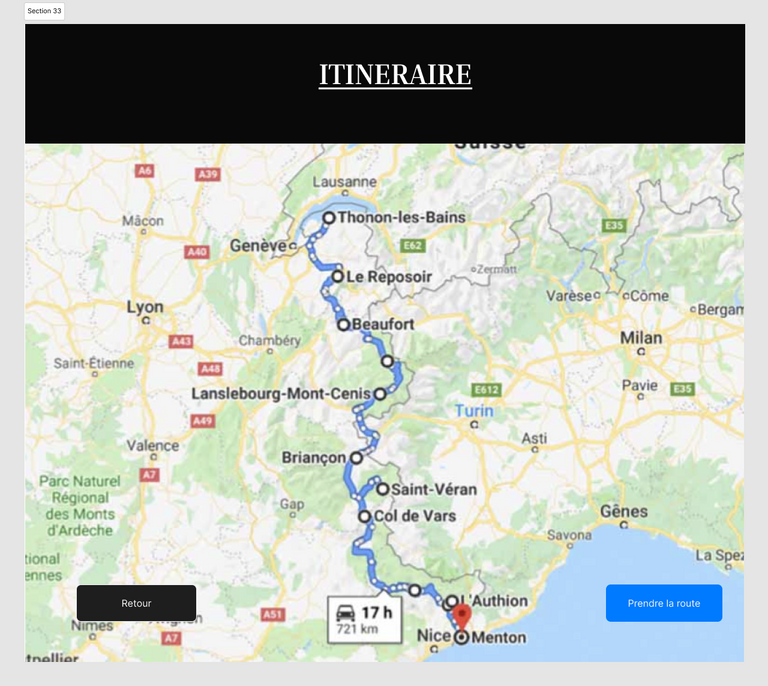 Section 33
ITINERAIRE
Suisse
A6
A39
Lausanne
Mâcon
Thonon-les-Bains
E35
Genève
E62
A40
Zermatt
Le Reposoir
Varèse
Côme
Lyon
Bergam
Beaufort
A43
Chambéry
Milan
Saint-Étienne
A48
Lanslebourg-Mont-Cenis
E612
Pavie
E35
A49
Turin
Valence
Asti
Briançon
A7
Parc Naturel
Régional
des Monts
d'Ardèche
Saint-Véran
Gap
Col de Vars
Gênes
Savona
tional
ennes
La Spez
Retour
17 h
721 km
L'Authion
Prendre la route
A51
Nîmes
A7
Nice
Menton
tpellier